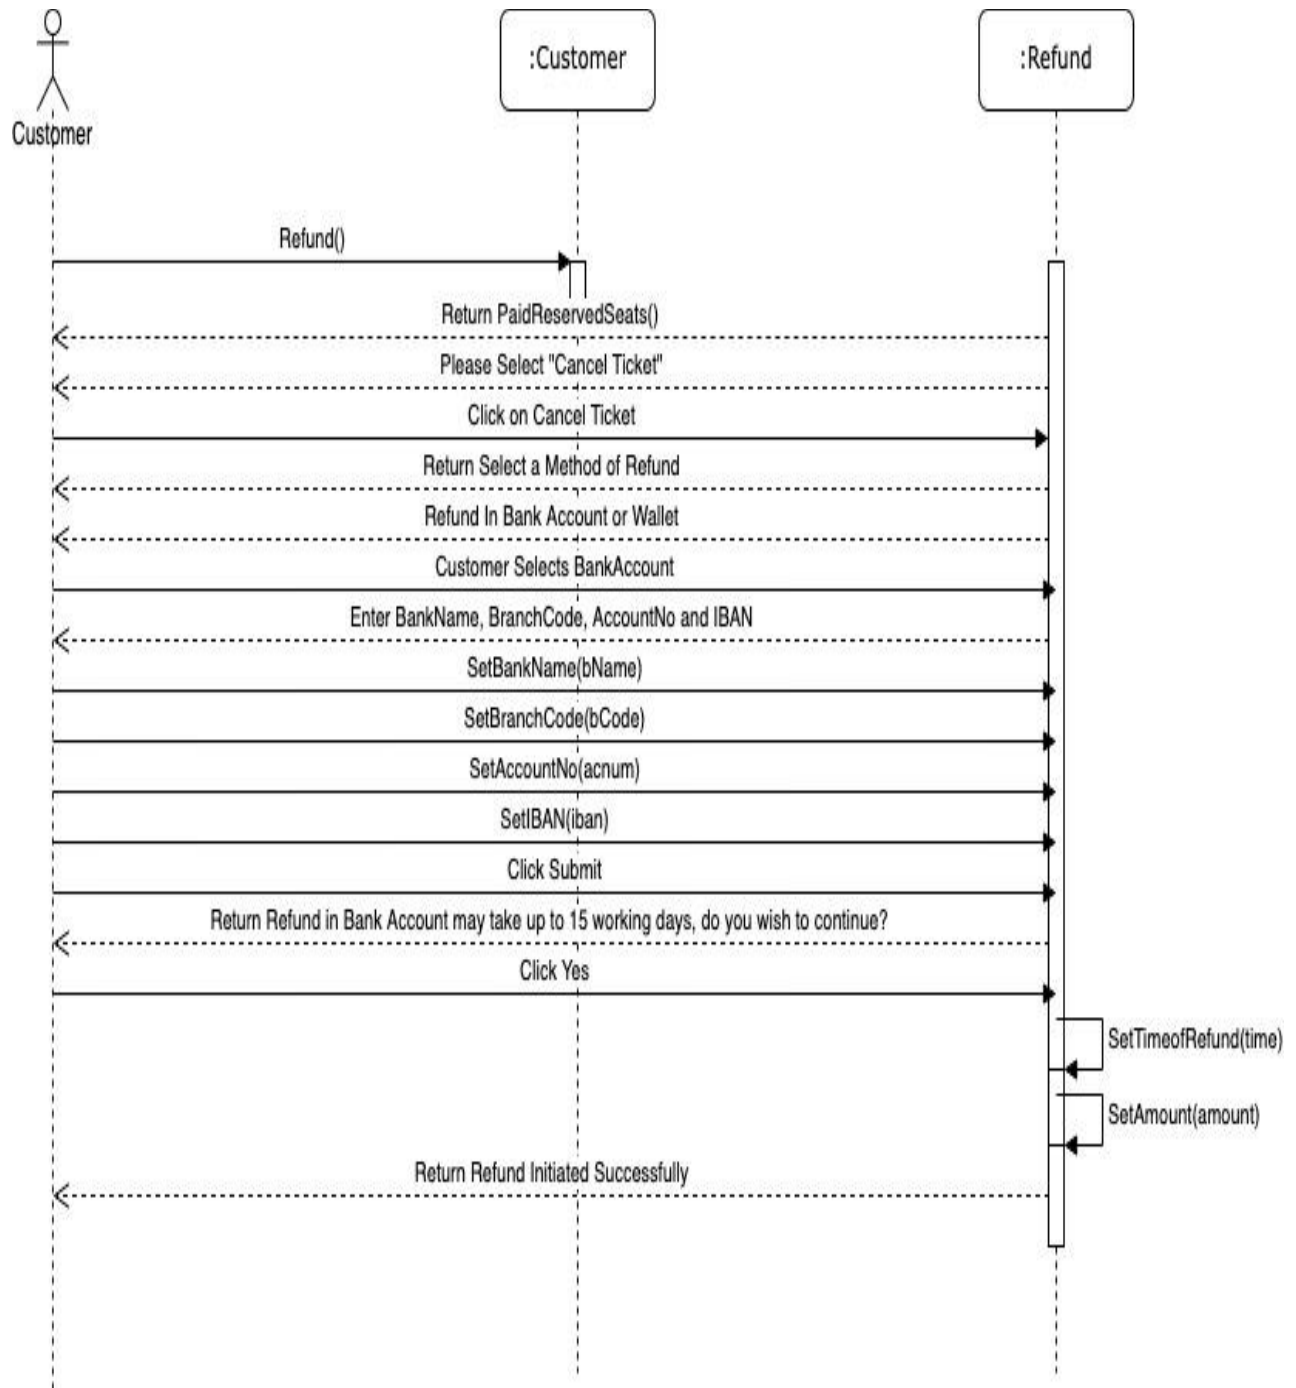 :Customer
:Refund
Customer
Refund()
Return PaidReservedSeats()
Please Select "Cancel Ticket"
Click on Cancel Ticket
Return Select a Method of Refund
Refund In Bank Account or Wallet
Customer Selects BankAccount
Enter BankName, BranchCode, AccountNo and IBAN
SetBankName(bName)
SetBranchCode(bCode)
SetAccountNo(acnum)
SetIBAN(iban)
Click Submit
Return Refund in Bank Account may take up to 15 working days, do you wish to continue?
Click Yes
SetTimeofRefund(time)
SetAmount(amount)
Return Refund Initiated Successfully